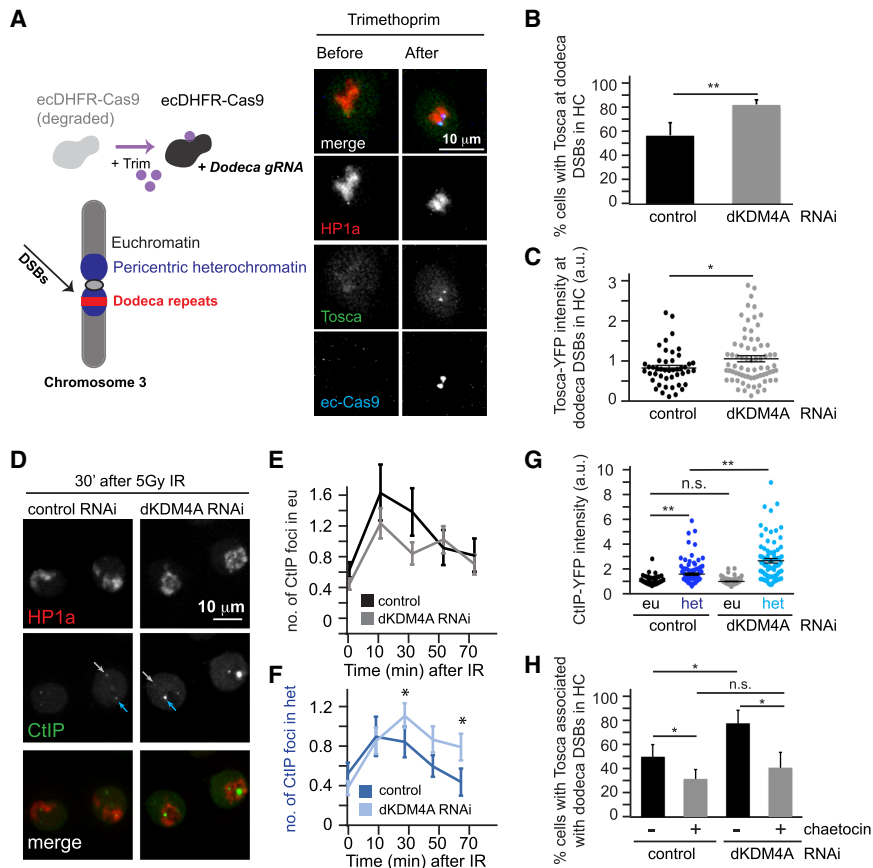 A
Trimethoprim
Before
After
ecDHFR-Cas9
(degraded)
ecDHFR-Cas9
+ Trim
+ Dodeca gRNA
DSBs
Euchromatin
Pericentric heterochromatin
Dodeca repeats
Chromosome 3
merge
10 µm
HP1a
Tosca
ec-Cas9
B
% cells with Tosca at dodeca
DSBs in HC
100
80
60
40
20
0
**
control
dKDM4A
RNAi
C
Tosca-YFP intensity at
dodeca DSBs in HC (a.u.)
3
2
1
0
*
control
dKDM4A
RNAi
D
30' after 5Gy IR
control RNAi
dKDM4A RNAi
HP1a
10 µm
CtIP
merge
E
no. of CtIP foci in eu
1.6
1.2
0.8
0.4
0
control
dKDM4A RNAi
0 10 30 50 70
Time (min) after IR
F
no. of CtIP foci in het
1.2
0.8
0.4
0
*
*
control
dKDM4A RNAi
0 10 30 50 70
Time (min) after IR
G
CtIP-YFP intensity (a.u.)
10
8
6
4
2
0
**
n.s.
**
eu het eu het
control
dKDM4A
RNAi
H
% cells with Tosca associated
with dodeca DSBs in HC
100
80
60
40
20
0
*
n.s.
*
*
- + - + chaetocin
control
dKDM4A
RNAi